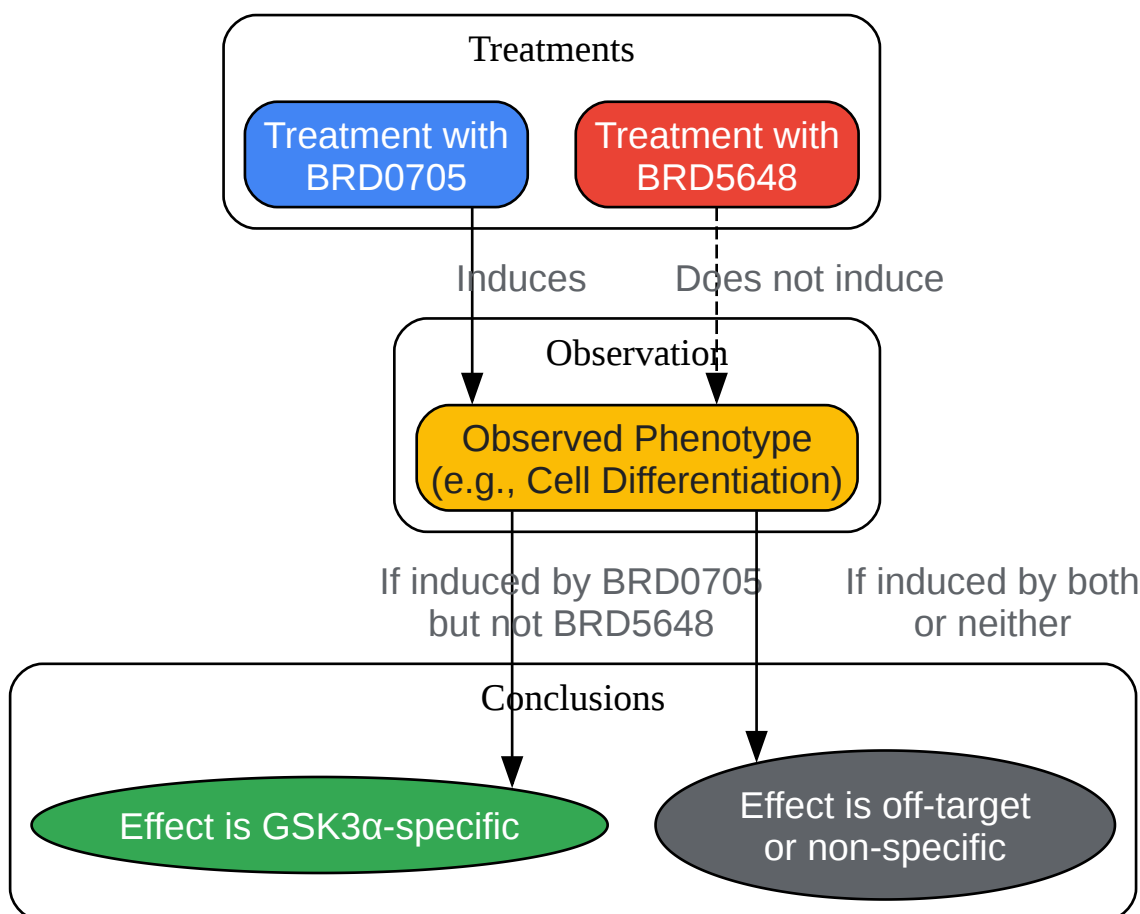 Treatments
Treatment with
BRD0705
Treatment with
BRD5648
Induces
Does not induce
Observation
Observed Phenotype
(e.g., Cell Differentiation)
If induced by BRD0705
but not BRD5648
If induced by both
or neither
Conclusions
Effect is GSK3α-specific
Effect is off-target
or non-specific